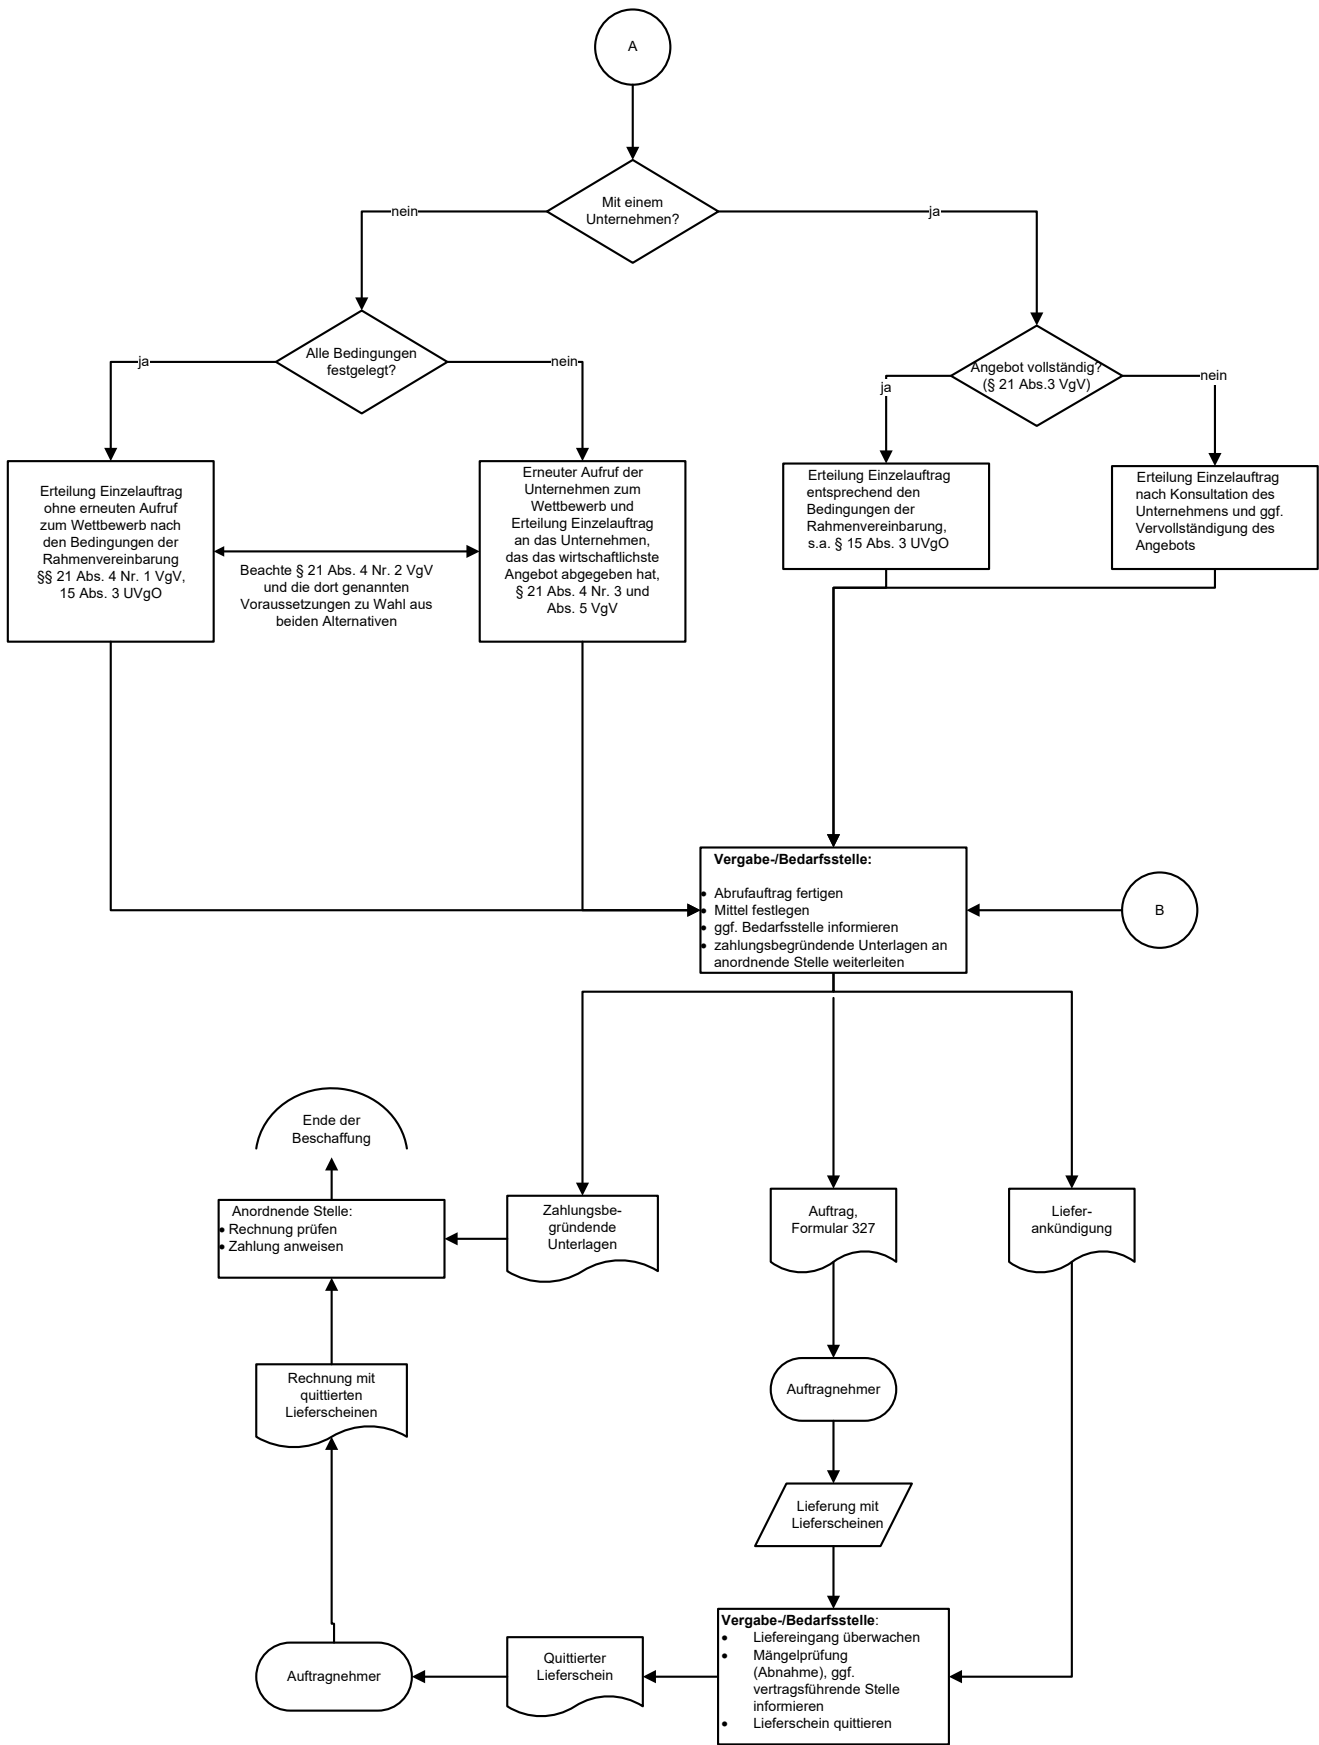 A
Mit einem
Unternehmen?
nein
ja
Alle Bedingungen
festgelegt?
ja
nein
Angebot vollständig?
(§ 21 Abs.3 VgV)
ja
nein
Erteilung Einzelauftrag
ohne erneuten Aufruf
zum Wettbewerb nach
den Bedingungen der
Rahmenvereinbarung
§§ 21 Abs. 4 Nr. 1 VgV,
15 Abs. 3 UVgO
Beachte § 21 Abs. 4 Nr. 2 VgV
und die dort genannten
Voraussetzungen zu Wahl aus
beiden Alternativen
Erneuter Aufruf der
Unternehmen zum
Wettbewerb und
Erteilung Einzelauftrag
an das Unternehmen,
das das wirtschaftlichste
Angebot abgegeben hat,
§ 21 Abs. 4 Nr. 3 und
Abs. 5 VgV
Erteilung Einzelauftrag
entsprechend den
Bedingungen der
Rahmenvereinbarung,
s.a. § 15 Abs. 3 UVgO
Erteilung Einzelauftrag
nach Konsultation des
Unternehmens und ggf.
Vervollständigung des
Angebots
Vergabe-/Bedarfsstelle:
• Abrufauftrag fertigen
• Mittel festlegen
• ggf. Bedarfsstelle informieren
• zahlungsbegründende Unterlagen an
anordnende Stelle weiterleiten
B
Ende der
Beschaffung
Anordnende Stelle:
• Rechnung prüfen
• Zahlung anweisen
Zahlungsbe-
gründende
Unterlagen
Auftrag,
Formular 327
Liefer-
ankündigung
Rechnung mit
quittierten
Lieferscheinen
Auftragnehmer
Lieferung mit
Lieferscheinen
Vergabe-/Bedarfsstelle:
• Liefereingang überwachen
• Mängelprüfung
(Abnahme), ggf.
vertragsführende Stelle
informieren
• Lieferschein quittieren
Quittierter
Lieferschein
Auftragnehmer